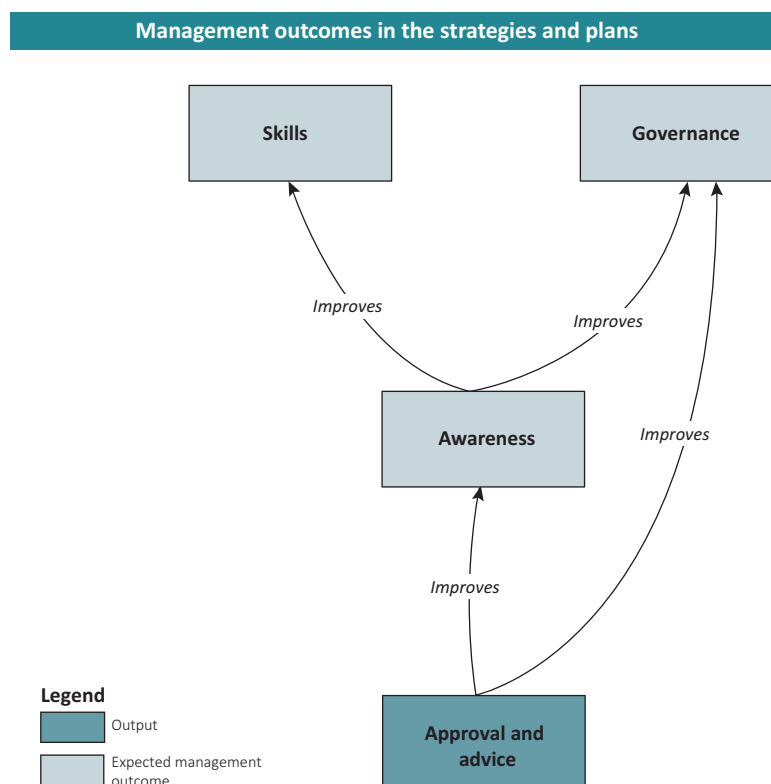 Management outcomes in the strategies and plans
Skills
Governance
Improves
Improves
Awareness
Improves
Improves
Legend
Output
Approval and
advice
Expected management
outcome